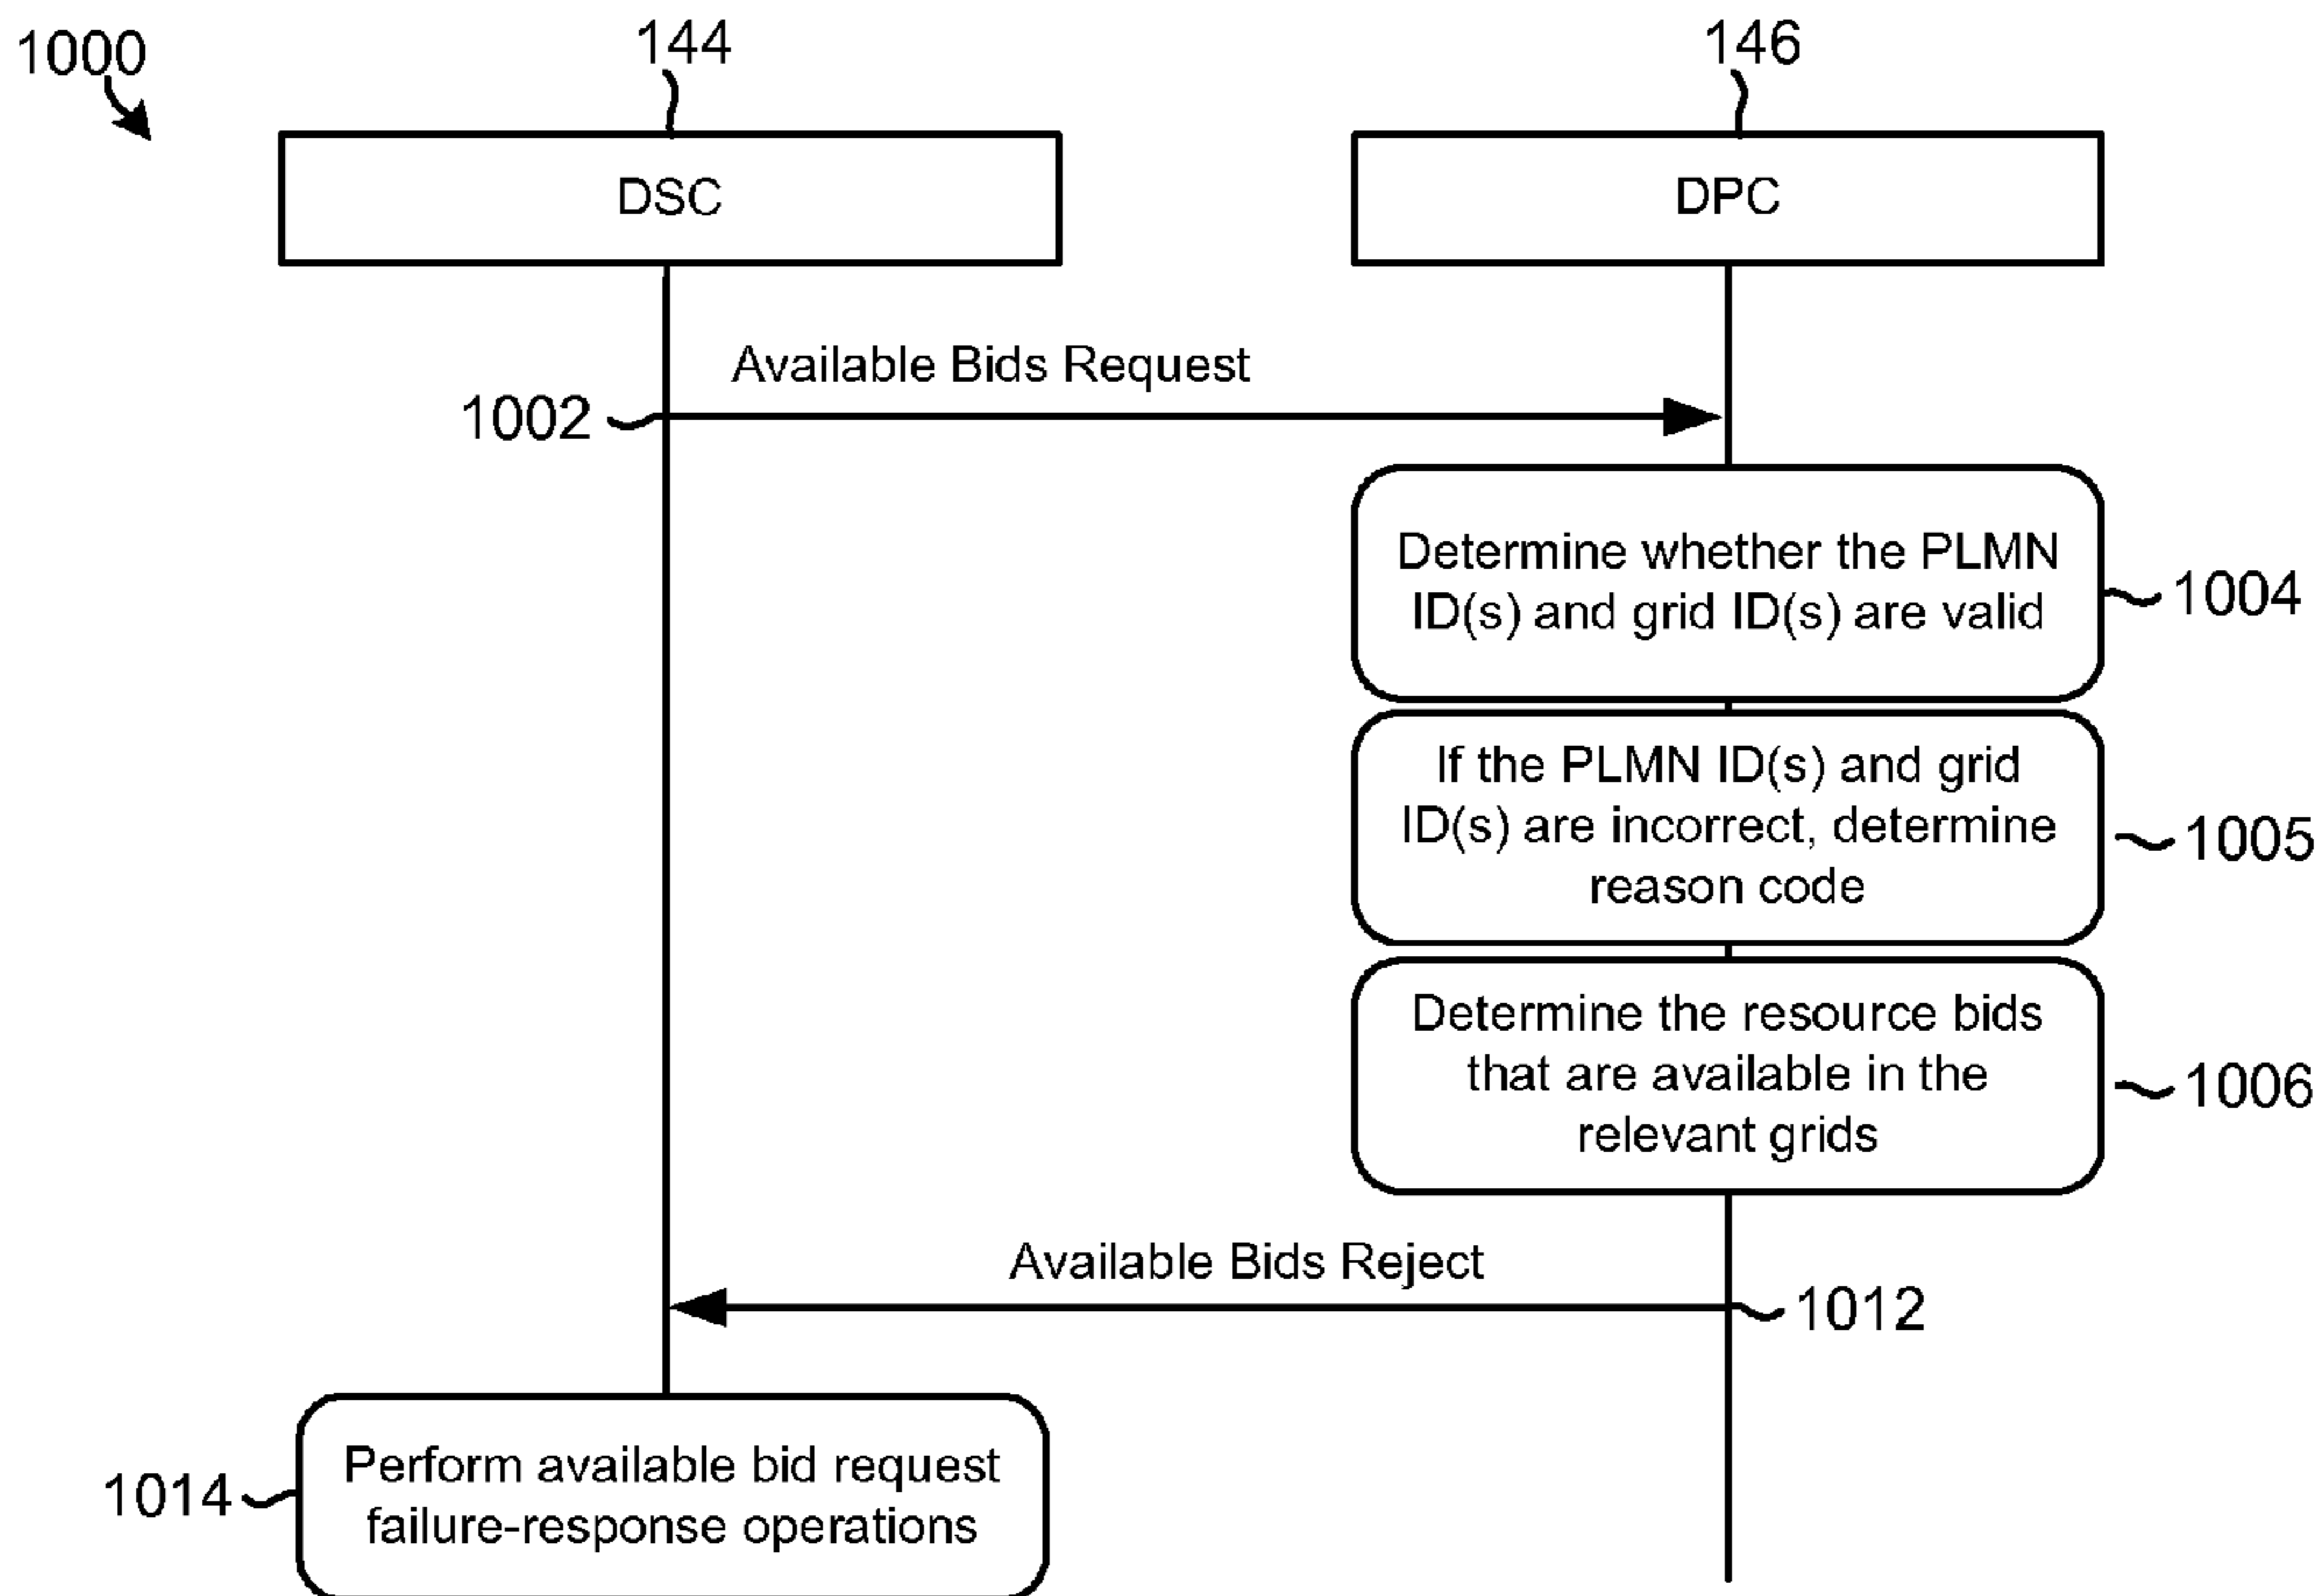 1000
144
146
DSC
DPC
Available Bids Request
1002
Determine whether the PLMN
ID(s) and grid ID(s) are valid
1004
If the PLMN ID(s) and grid
ID(s) are incorrect, determine
reason code
1005
Determine the resource bids
that are available in the
relevant grids
1006
Available Bids Reject
1012
Perform available bid request
failure-response operations
1014